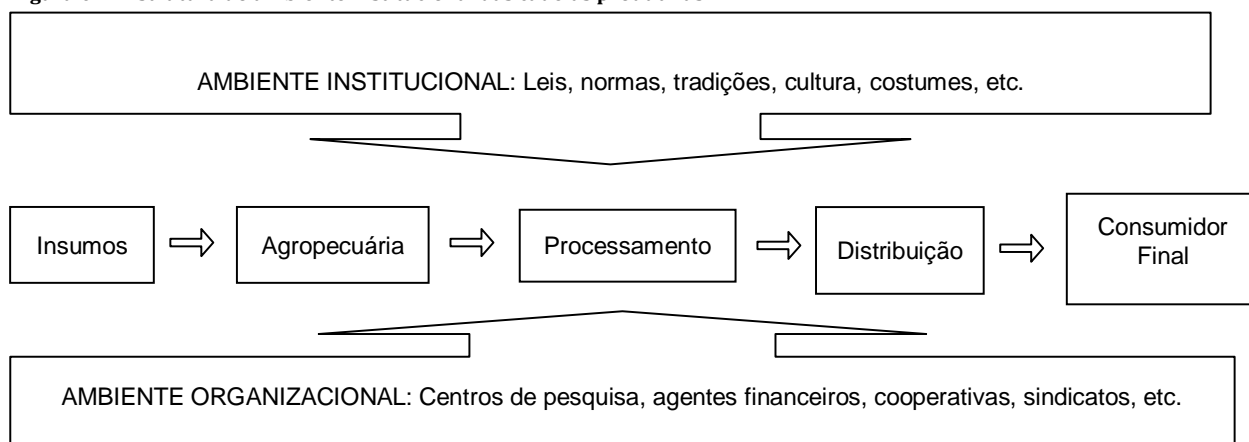 AMBIENTE INSTITUCIONAL: Leis, normas, tradições, cultura, costumes, etc.
Insumos
Agropecuária
Processamento
Distribuição
Consumidor
Final
AMBIENTE ORGANIZACIONAL: Centros de pesquisa, agentes financeiros, cooperativas, sindicatos, etc.